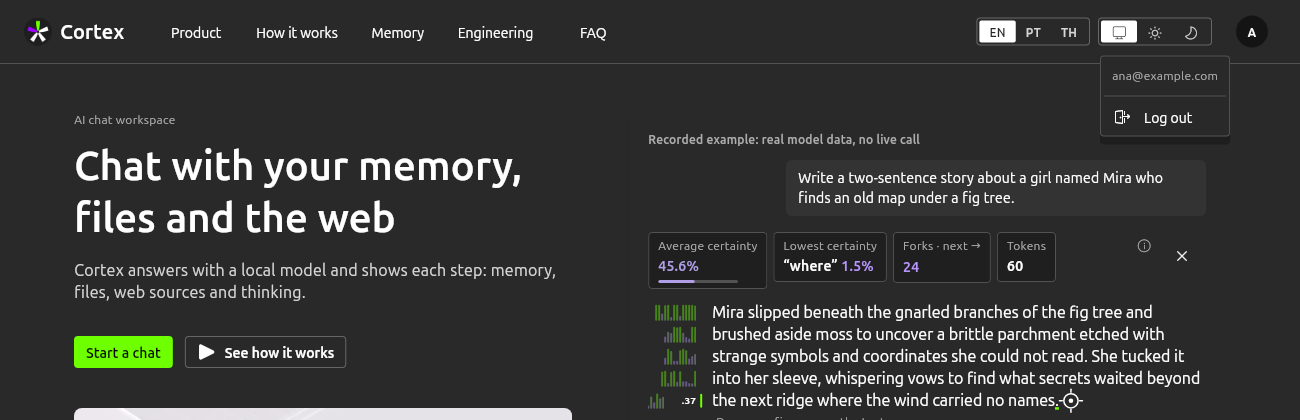 Cortex
Product
How it works
Memory
Engineering
FAQ
EN
PT
TH
A
ana@example.com
Log out
AI chat workspace
Chat with your memory,
files and the web
Cortex answers with a local model and shows each step: memory,
files, web sources and thinking.
Start a chat
See how it works
Recorded example: real model data, no live call
Write a two-sentence story about a girl named Mira who
finds an old map under a fig tree.
Average certainty
45.6%
Lowest certainty
“where” 1.5%
Forks · next →
24
Tokens
60
Mira slipped beneath the gnarled branches of the fig tree and
brushed aside moss to uncover a brittle parchment etched with
strange symbols and coordinates she could not read. She tucked it
into her sleeve, whispering vows to find what secrets waited beyond
.37
the next ridge where the wind carried no names.